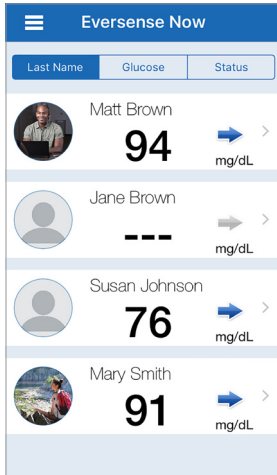 Eversense Now
Last Name Glucose Status
Matt Brown
94
mg/dL
Jane Brown
---
mg/dL
Susan Johnson
76
mg/dL
Mary Smith
91
mg/dL